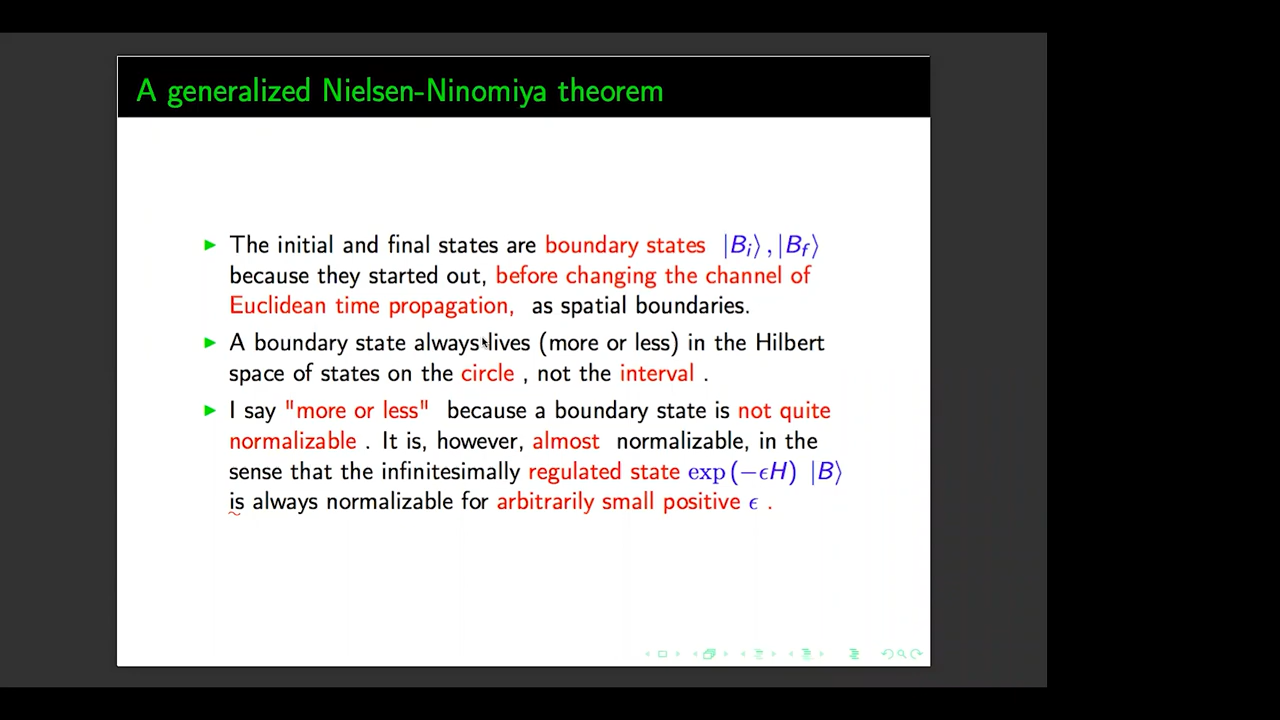 A generalized Nielsen-Ninomiya theorem
▶ The initial and final states are boundary states |B_i⟩, |B_f⟩
because they started out, before changing the channel of
Euclidean time propagation, as spatial boundaries.
▶ A boundary state always lives (more or less) in the Hilbert
space of states on the circle , not the interval .
▶ I say "more or less" because a boundary state is not quite
normalizable . It is, however, almost normalizable, in the
sense that the infinitesimally regulated state exp(−ϵH) |B⟩
is always normalizable for arbitrarily small positive ϵ .